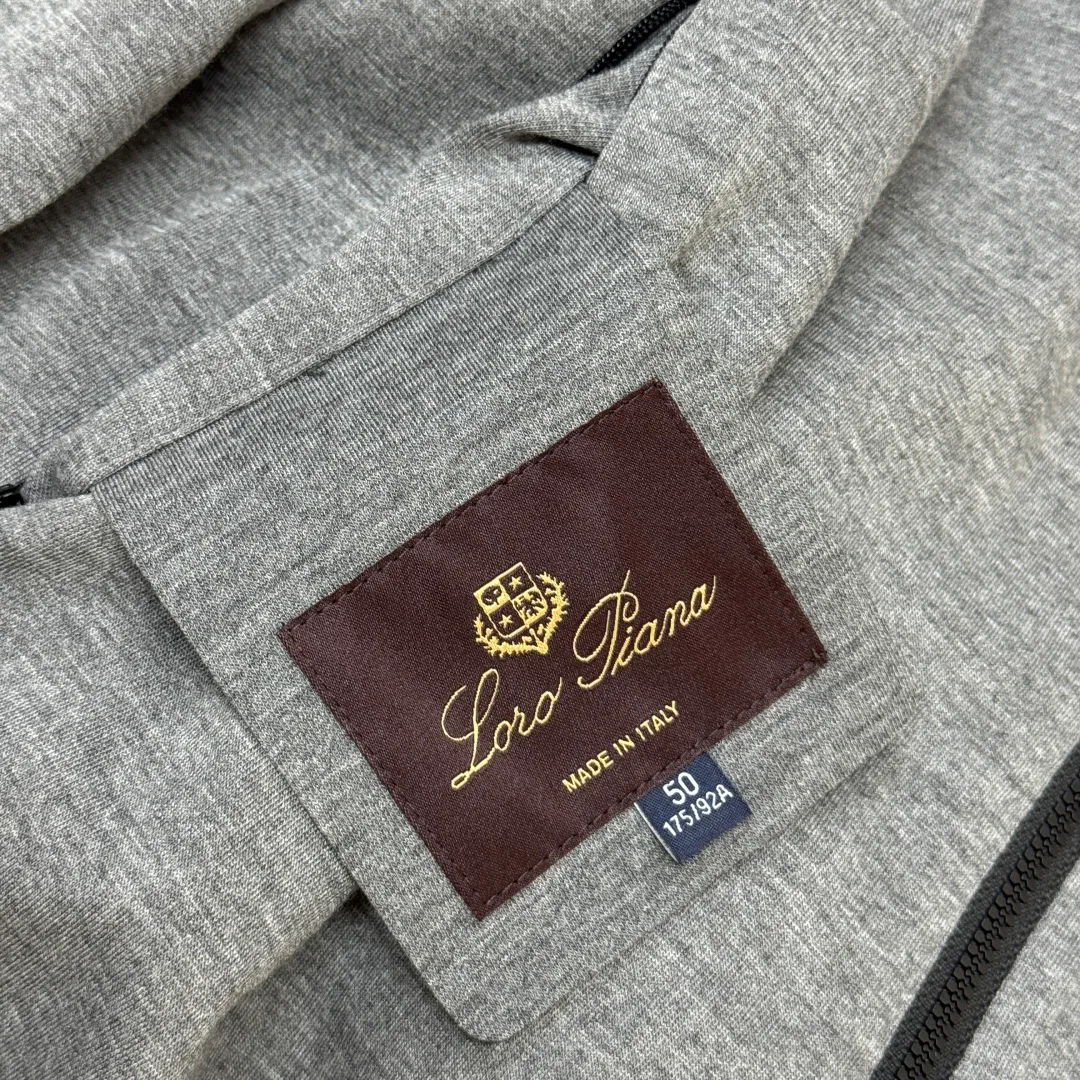 Loro Piana
MADE IN ITALY
50
175/92A